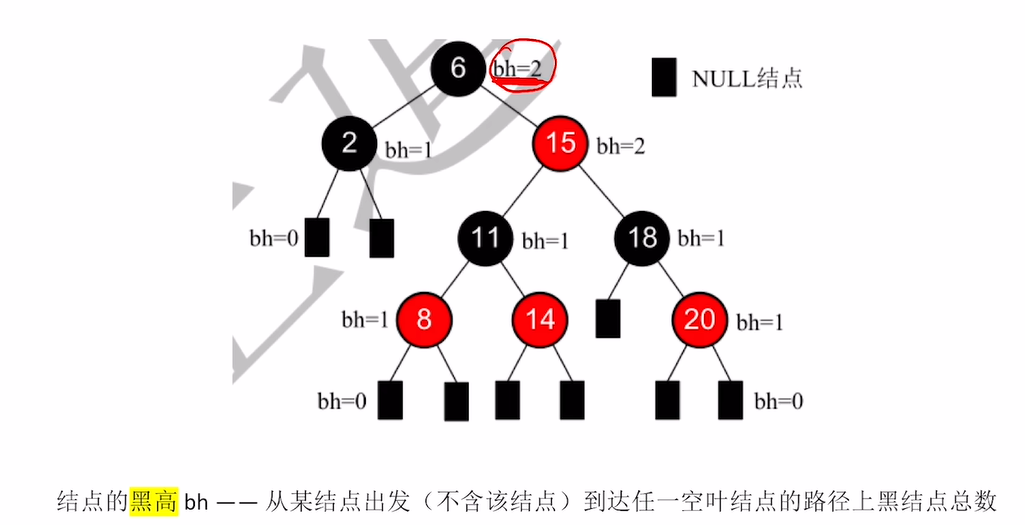 6 bh=2
NULL结点
2 bh=1
15 bh=2
bh=0
11 bh=1
18 bh=1
bh=1 8
14
20 bh=1
bh=0
bh=0
结点的黑高 bh —— 从某结点出发（不含该结点）到达任一空叶结点的路径上黑结点总数